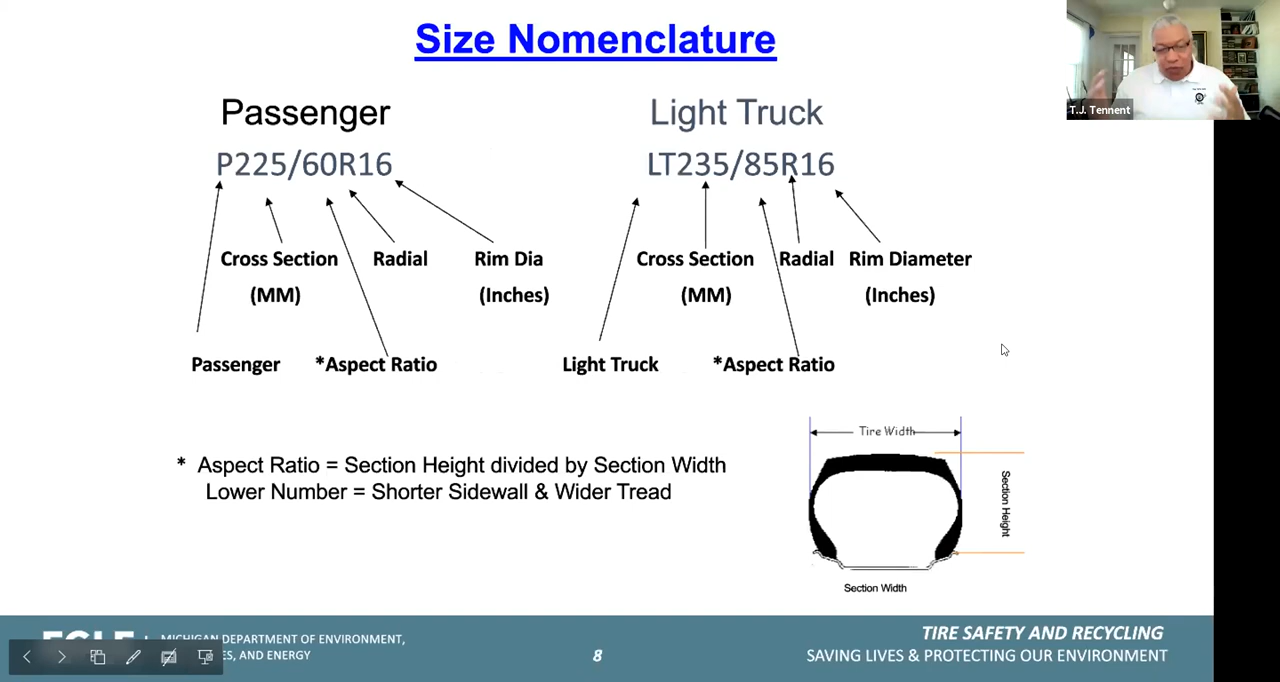 Size Nomenclature
T.J. Tennent
Passenger
Light Truck
P225/60R16
LT235/85R16
Cross Section
Radial
Rim Dia
Cross Section
Radial
Rim Diameter
(MM)
(Inches)
(MM)
(Inches)
Passenger
*Aspect Ratio
Light Truck
*Aspect Ratio
* Aspect Ratio = Section Height divided by Section Width
Lower Number = Shorter Sidewall & Wider Tread
Tire Width
Section Height
Section Width
MICHIGAN DEPARTMENT OF ENVIRONMENT,
ES, AND ENERGY
8
TIRE SAFETY AND RECYCLING
SAVING LIVES & PROTECTING OUR ENVIRONMENT